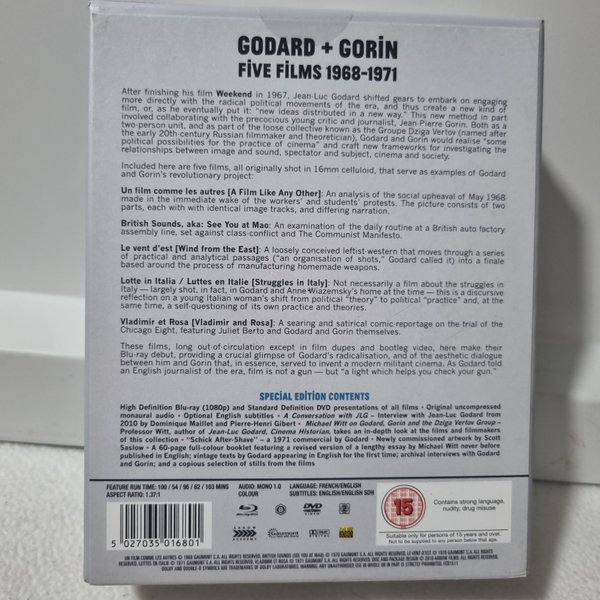 GODARD + GORİN
FİVE FİLMS 1968-1971
After finishing his film Weekend in 1967, Jean-Luc Godard shifted gears to embark on engaging
more directly with the radical political movements of the era, and thus create a new kind of
film, or, as he eventually put it: "new ideas distributed in a new way." This new method in part
involved collaborating with the precocious young critic and journalist, Jean-Pierre Gorin. Both as a
two-person unit, and as part of the loose collective known as the Groupe Dziga Vertov (named after
the early 20th-century Russian filmmaker and theoretician), Godard and Gorin would realise "some
political possibilities for the practice of cinema" and craft new frameworks for investigating the
relationships between image and sound, spectator and subject, cinema and society.
Included here are five films, all originally shot in 16mm celluloid, that serve as examples of Godard
and Gorin's revolutionary project:
Un film comme les autres [A Film Like Any Other]: An analysis of the social upheaval of May 1968
made in the immediate wake of the workers' and students' protests. The picture consists of two
parts, each with with identical image tracks, and differing narration.
British Sounds, aka: See You at Mao: An examination of the daily routine at a British auto factory
assembly line, set against class-conflict and The Communist Manifesto.
Le vent d'est [Wind from the East]: A loosely conceived leftist-western that moves through a series
of practical and analytical passages ("an organisation of shots," Godard called it) into a finale
based around the process of manufacturing homemade weapons.
Lotte in Italia / Luttes en Italie [Struggles in Italy]: Not necessarily a film about the struggles in
Italy — largely shot, in fact, in Godard and Anne Wiazemsky's home at the time — this is a discursive
reflection on a young Italian woman's shift from political "theory" to political "practice" and, at the
same time, a self-questioning of its own practice and theories.
Vladimir et Rosa [Vladimir and Rosa]: A searing and satirical comic-reportage on the trial of the
Chicago Eight, featuring Juliet Berto and Godard and Gorin themselves.
These films, long out-of-circulation except in film dupes and bootleg video, here make their
Blu-ray debut, providing a crucial glimpse of Godard's radicalisation, and of the aesthetic dialogue
between him and Gorin that, in essence, served to invent a modern militant cinema. As Godard told
an English journalist of the era, film is not a gun — but "a light which helps you check your gun."
SPECIAL EDITION CONTENTS
High Definition Blu-ray (1080p) and Standard Definition DVD presentations of all films • Original uncompressed
monaural audio • Optional English subtitles • A Conversation with JLG – Interview with Jean-Luc Godard from
2010 by Dominique Maillet and Pierre-Henri Gibert • Michael Witt on Godard, Gorin and the Dziga Vertov Group –
Professor Witt, author of Jean-Luc Godard, Cinema Historian, takes an in-depth look at the films and filmmakers
of this collection • "Schick After-Shave" – a 1971 commercial by Godard • Newly commissioned artwork by Scott
Saslow • A 60-page full-colour booklet featuring a revised version of a lengthy essay by Michael Witt never before
published in English; vintage texts by Godard appearing in English for the first time; archival interviews with Godard
and Gorin; and a copious selection of stills from the films
FEATURE RUN TIME: 100 / 54 / 95 / 62 / 103 MINS
ASPECT RATIO: 1.37:1
AUDIO: MONO 1.0
COLOUR
LANGUAGE: FRENCH/ENGLISH
SUBTITLES: ENGLISH/ENGLISH SDH
15
Contains strong language,
nudity, drug misuse
Suitable only for persons of 15 years and over.
Not to be supplied to any person below that age.
DVD
ARROW
Gaumont
5 027035 016801